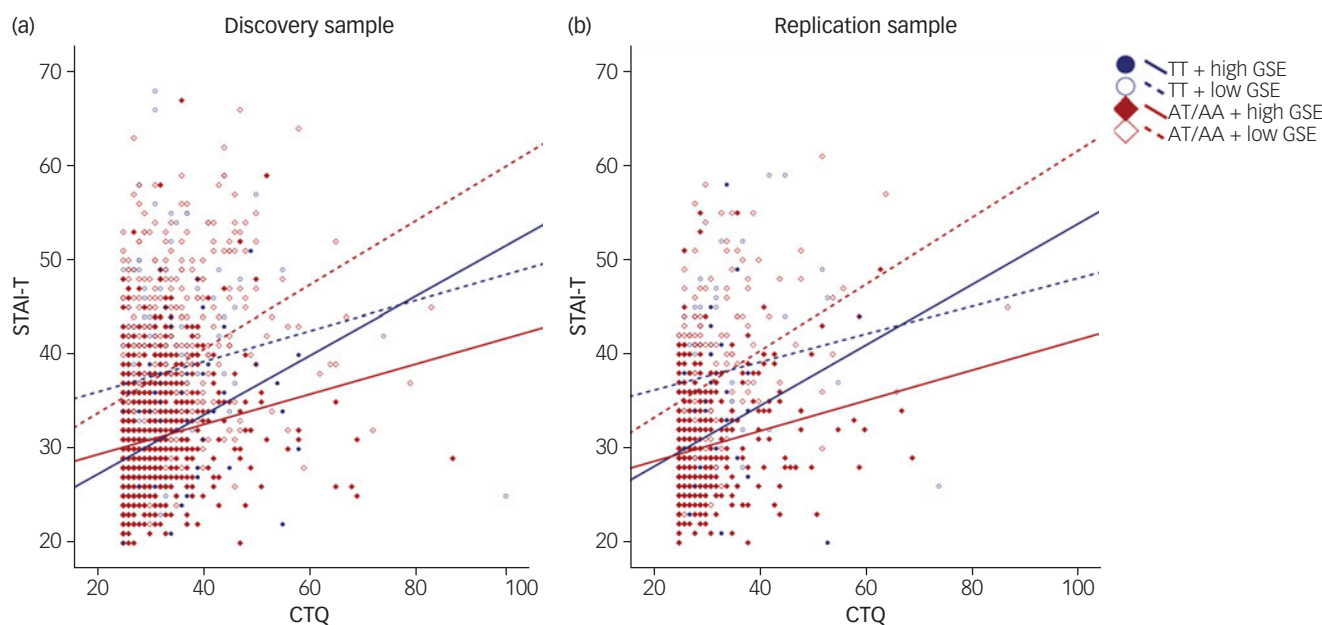 (a) Discovery sample
(b) Replication sample
TT + high GSE
TT + low GSE
AT/AA + high GSE
AT/AA + low GSE
STAI-T
70
60
50
40
30
20
20 40 60 80 100
CTQ
STAI-T
70
60
50
40
30
20
20 40 60 80 100
CTQ